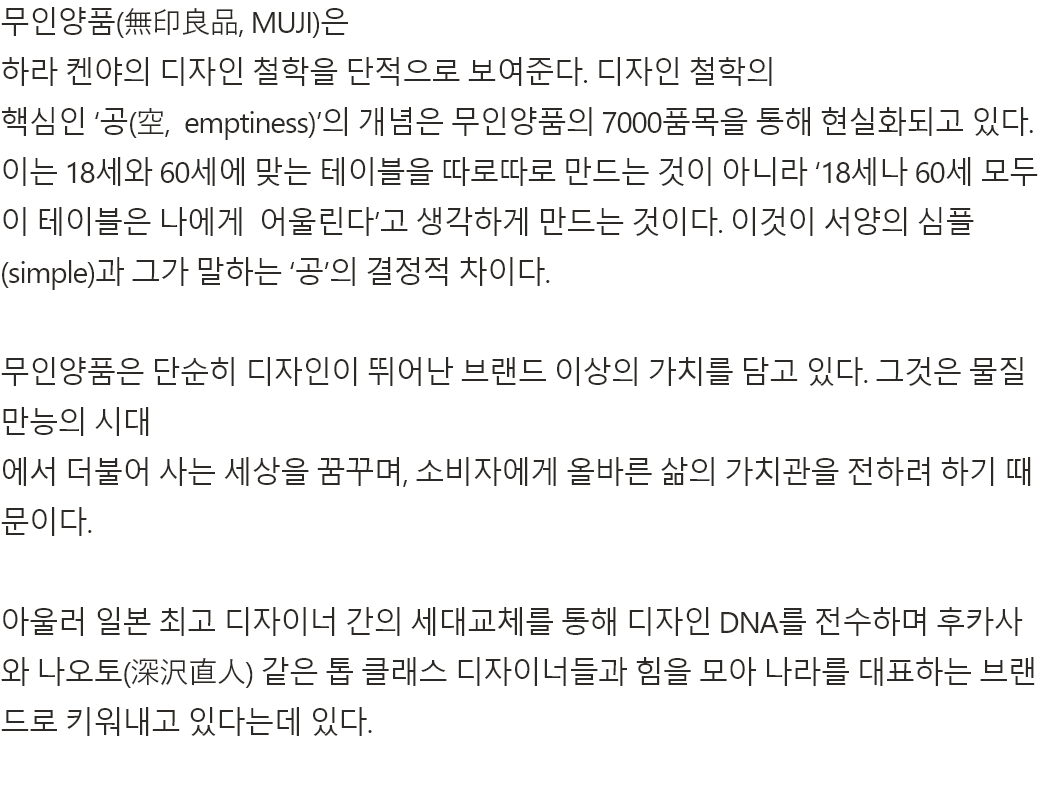 무인양품(無印良品, MUJI)은
하라 켄야의 디자인 철학을 단적으로 보여준다. 디자인 철학의
핵심인 ‘공(空,  emptiness)’의 개념은 무인양품의 7000품목을 통해 현실화되고 있다.
이는 18세와 60세에 맞는 테이블을 따로따로 만드는 것이 아니라 ‘18세나 60세 모두
이 테이블은 나에게  어울린다’고 생각하게 만드는 것이다. 이것이 서양의 심플
(simple)과 그가 말하는 ‘공’의 결정적 차이다.
무인양품은 단순히 디자인이 뛰어난 브랜드 이상의 가치를 담고 있다. 그것은 물질
만능의 시대
에서 더불어 사는 세상을 꿈꾸며, 소비자에게 올바른 삶의 가치관을 전하려 하기 때
문이다.
아울러 일본 최고 디자이너 간의 세대교체를 통해 디자인 DNA를 전수하며 후카사
와 나오토(深沢直人) 같은 톱 클래스 디자이너들과 힘을 모아 나라를 대표하는 브랜
드로 키워내고 있다는데 있다.